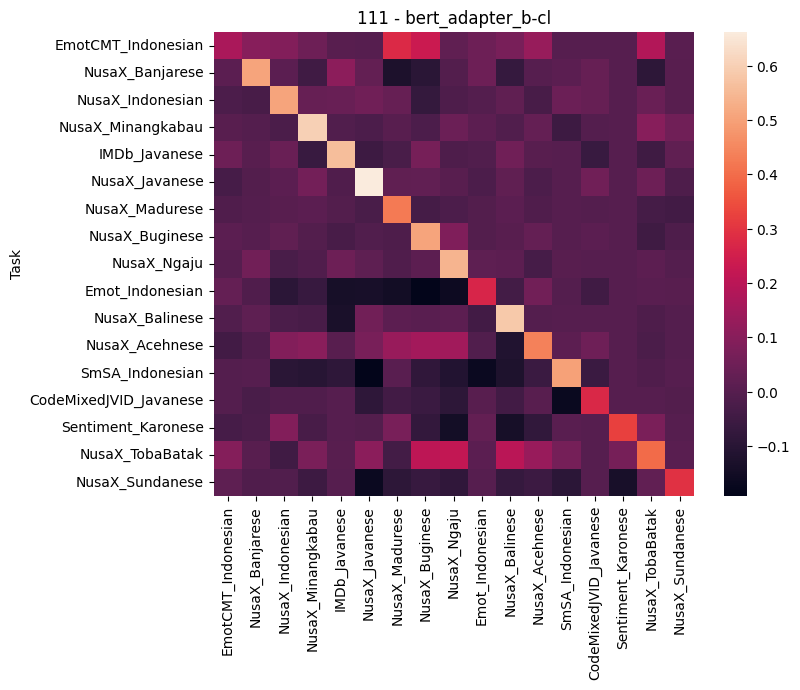 111 - bert_adapter_b-cl
Task
EmotCMT_Indonesian
NusaX_Banjarese
NusaX_Indonesian
NusaX_Minangkabau
IMDb_Javanese
NusaX_Javanese
NusaX_Madurese
NusaX_Buginese
NusaX_Ngaju
Emot_Indonesian
NusaX_Balinese
NusaX_Acehnese
SmSA_Indonesian
CodeMixedJVID_Javanese
Sentiment_Karonese
NusaX_TobaBatak
NusaX_Sundanese
EmotCMT_Indonesian
NusaX_Banjarese
NusaX_Indonesian
NusaX_Minangkabau
IMDb_Javanese
NusaX_Javanese
NusaX_Madurese
NusaX_Buginese
NusaX_Ngaju
Emot_Indonesian
NusaX_Balinese
NusaX_Acehnese
SmSA_Indonesian
CodeMixedJVID_Javanese
Sentiment_Karonese
NusaX_TobaBatak
NusaX_Sundanese
0.6
0.5
0.4
0.3
0.2
0.1
0.0
−0.1